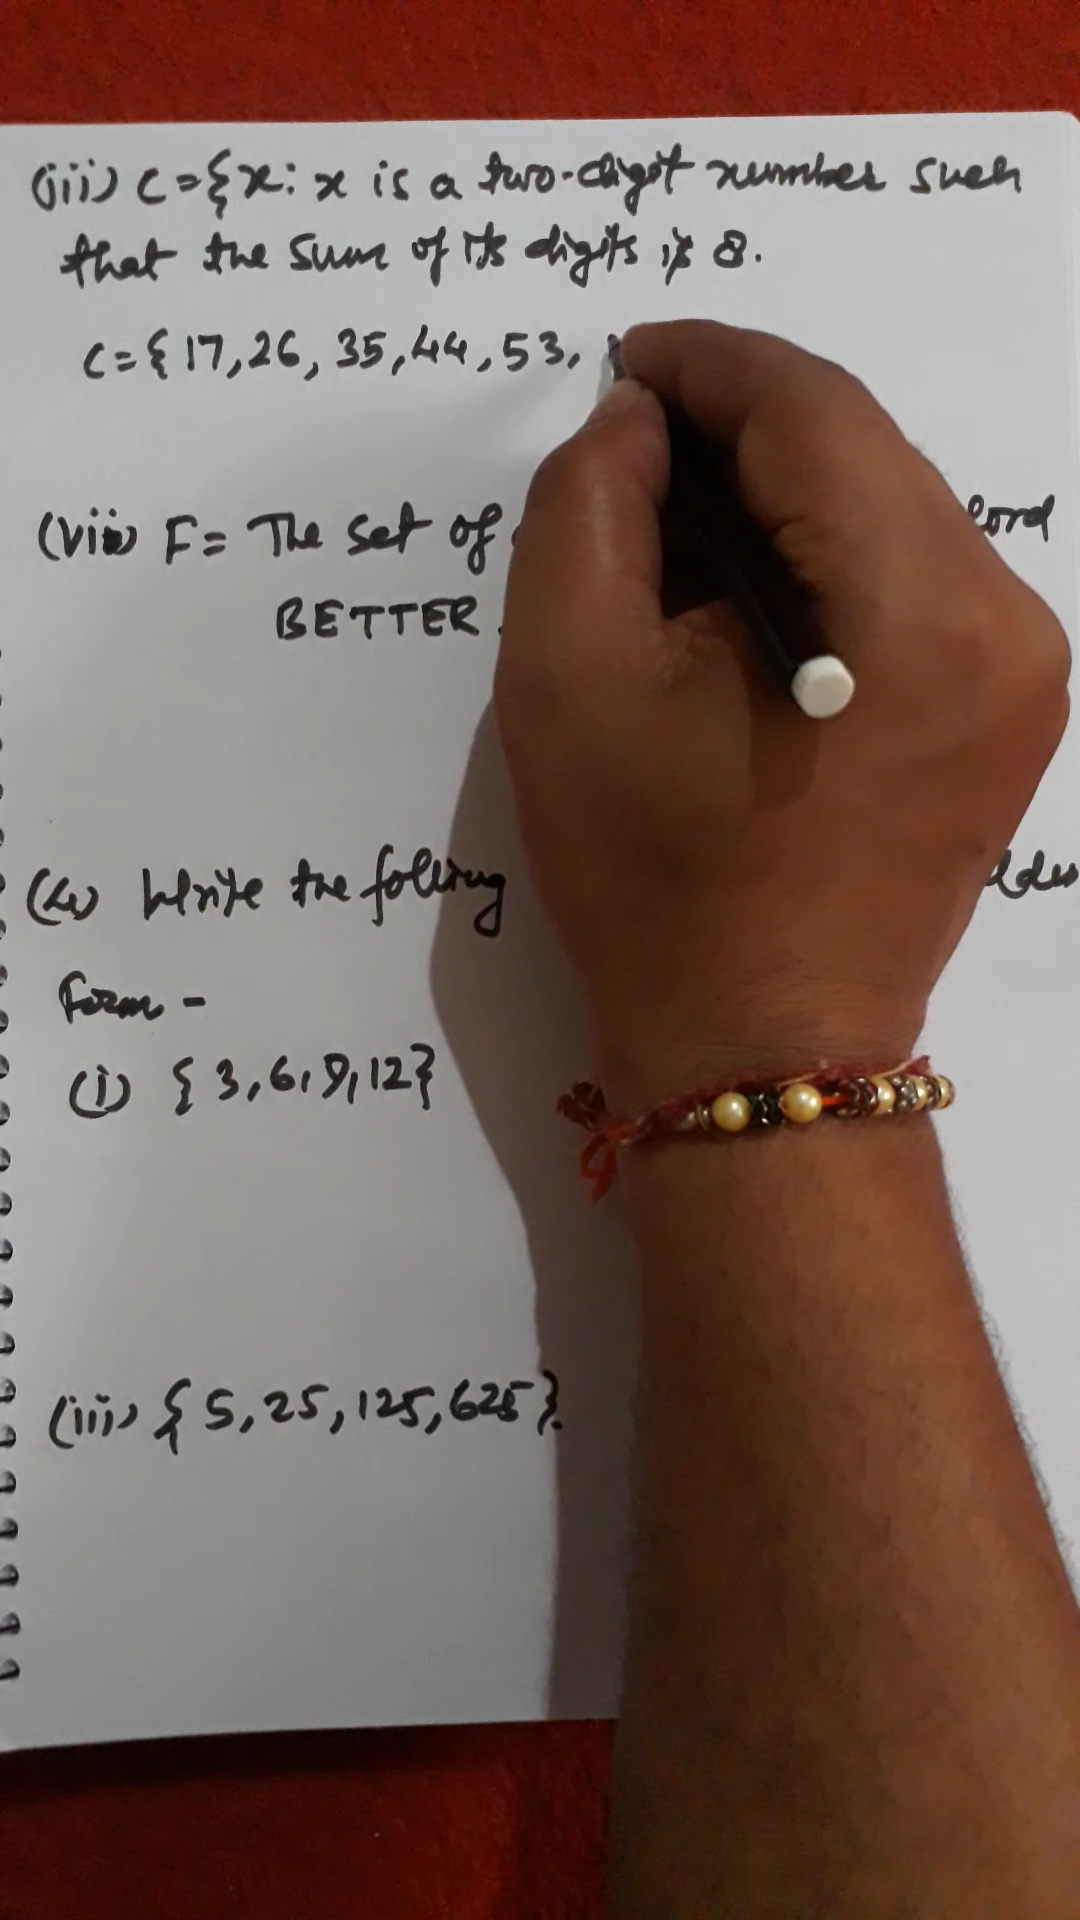 (iii) C={x: x is a two-digit number such
that the sum of its digits is 8.
C={17,26,35,44,53,
(vii) F= The set of
BETTER.
(4) Write the following
form -
(i) {3,6,9,12}
(iii) {5,25,125,625}.